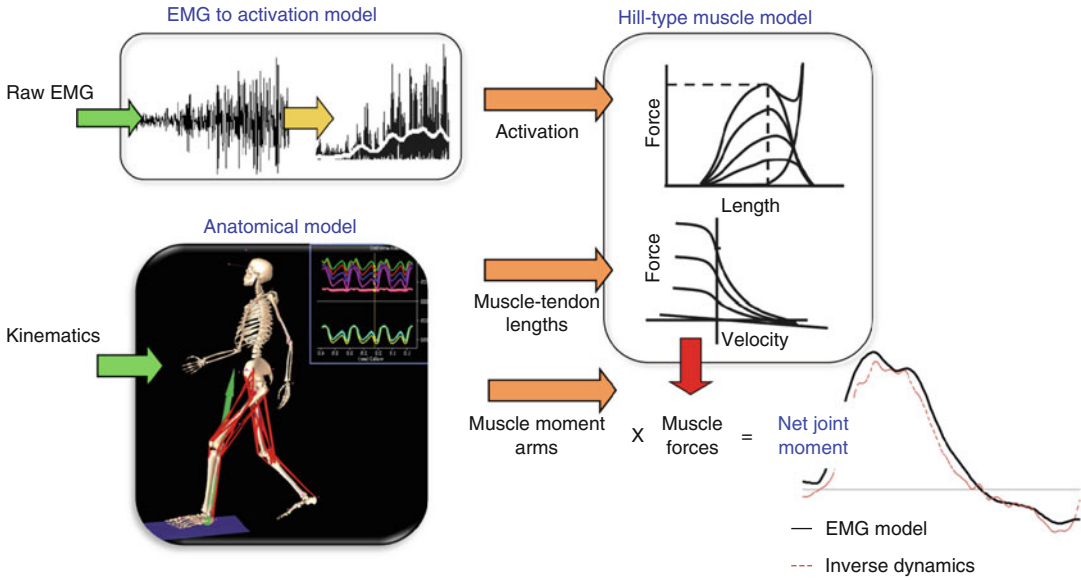 EMG to activation model
Hill-type muscle model
Raw EMG
Activation
Force
Length
Anatomical model
Kinematics
Muscle-tendon
lengths
Force
Velocity
Muscle moment
arms
X
Muscle
forces
=
Net joint
moment
EMG model
Inverse dynamics